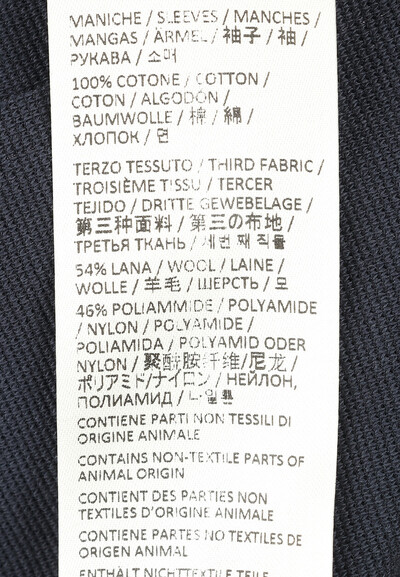 MANICHE / SLEEVES / MANCHES /
MANGAS / ÄRMEL / 袖子 / 袖 /
РУКАВА / 소매
100% COTONE / COTTON /
COTON / ALGODÓN /
BAUMWOLLE / 棉 / 綿 /
ХЛОПОК / 면
TERZO TESSUTO / THIRD FABRIC /
TROISIÈME TISSU / TERCER
TEJIDO / DRITTE GEWEBELAGE /
第三种面料 / 第三の布地 /
ТРЕТЬЯ ТКАНЬ / 세번 째 직물
54% LANA / WOOL / LAINE /
WOLLE / 羊毛 / ШЕРСТЬ / 모
46% POLIAMMIDE / POLYAMIDE
/ NYLON / POLYAMIDE /
POLIAMIDA / POLYAMID ODER
NYLON / 聚酰胺纤维/尼龙 /
ポリアミド/ナイロン / НЕЙЛОН,
ПОЛИАМИД / 나일론
CONTIENE PARTI NON TESSILI DI
ORIGINE ANIMALE
CONTAINS NON-TEXTILE PARTS OF
ANIMAL ORIGIN
CONTIENT DES PARTIES NON
TEXTILES D'ORIGINE ANIMALE
CONTIENE PARTES NO TEXTILES DE
ORIGEN ANIMAL
ENTHÄLT NICHTTEXTILE TEILE